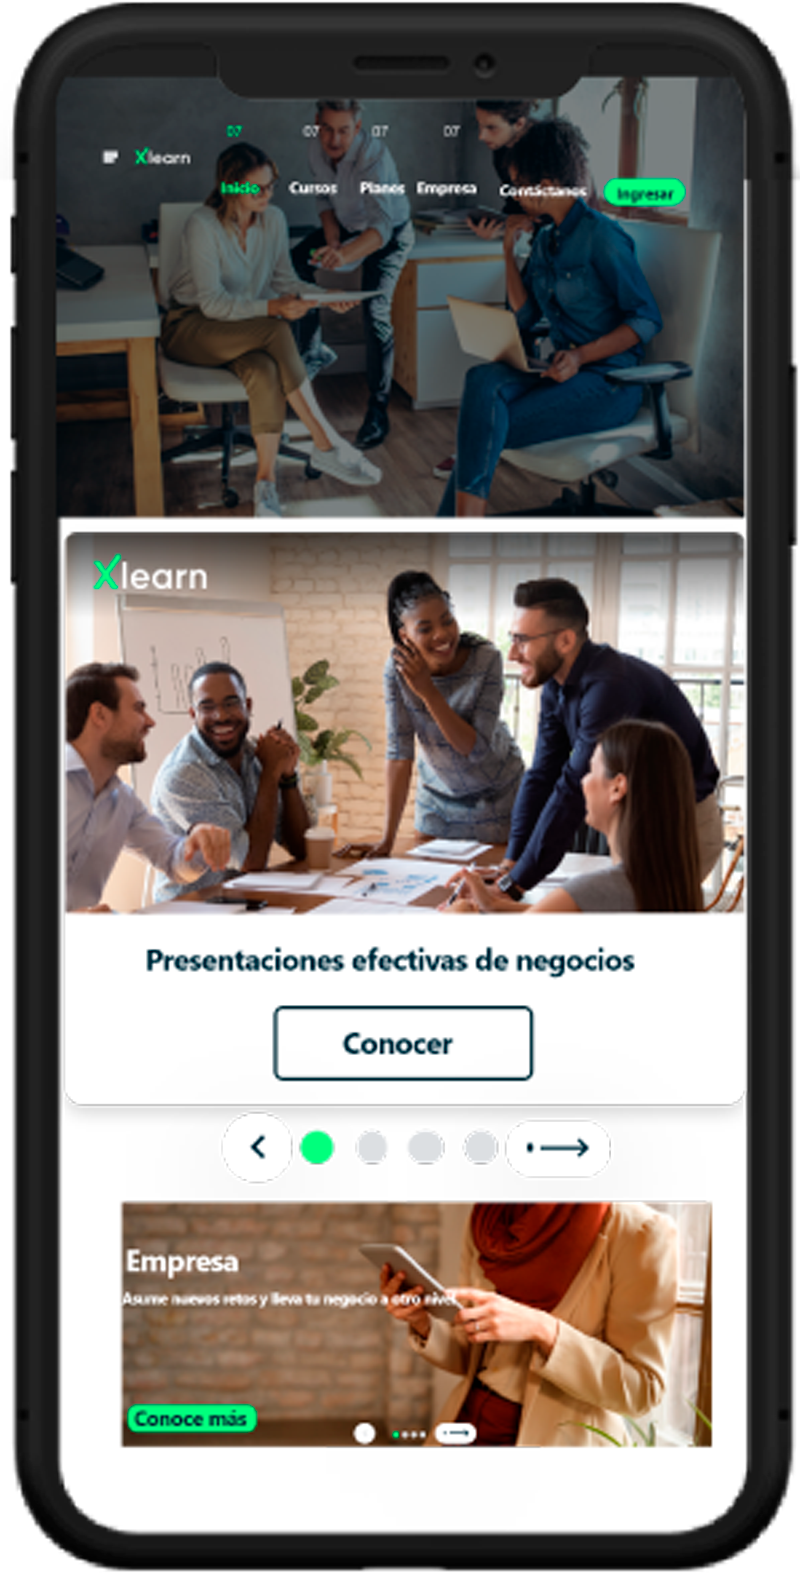 07 07 07 07
Xlearn
Inicio Cursos Planes Empresa Contáctanos Ingresar
Xlearn
Presentaciones efectivas de negocios
Conocer
Empresa
Asume nuevos retos y lleva tu negocio a otro nivel.
Conoce más